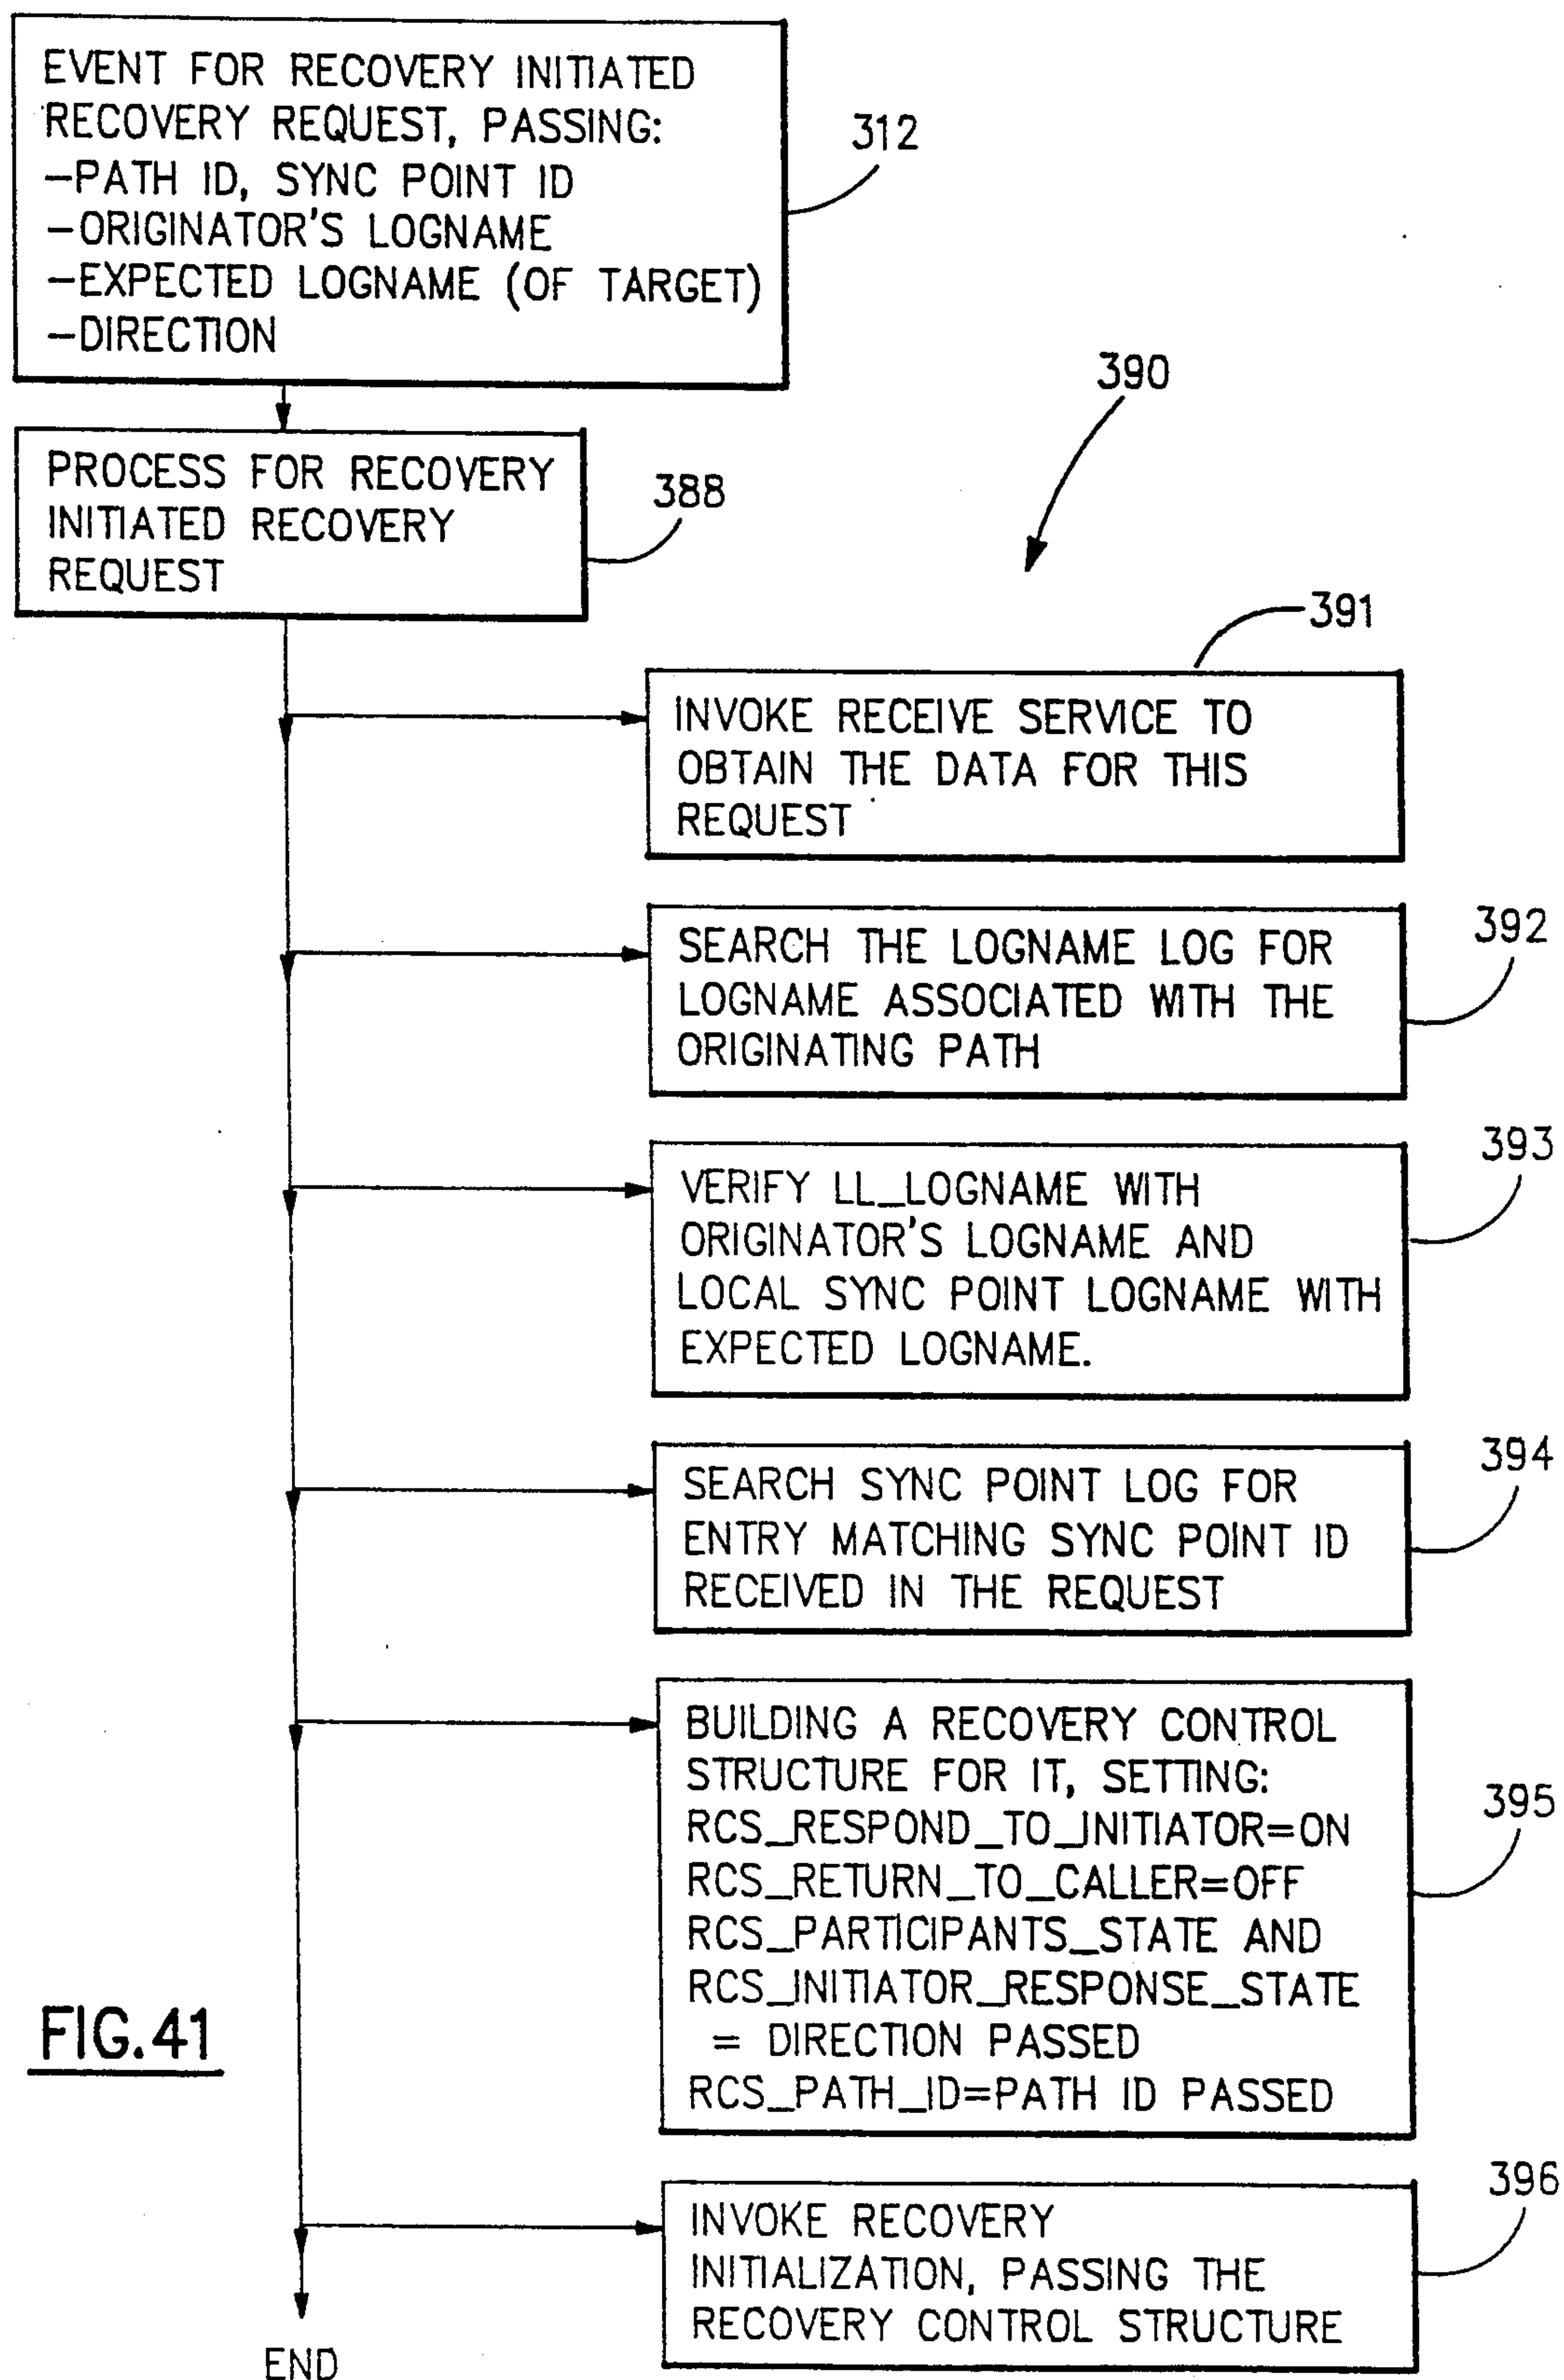 EVENT FOR RECOVERY INITIATED
RECOVERY REQUEST, PASSING:
-PATH ID, SYNC POINT ID
-ORIGINATOR'S LOGNAME
-EXPECTED LOGNAME (OF TARGET)
-DIRECTION
312
PROCESS FOR RECOVERY
INITIATED RECOVERY
REQUEST
388
390
391
INVOKE RECEIVE SERVICE TO
OBTAIN THE DATA FOR THIS
REQUEST
392
SEARCH THE LOGNAME LOG FOR
LOGNAME ASSOCIATED WITH THE
ORIGINATING PATH
393
VERIFY LL_LOGNAME WITH
ORIGINATOR'S LOGNAME AND
LOCAL SYNC POINT LOGNAME WITH
EXPECTED LOGNAME.
394
SEARCH SYNC POINT LOG FOR
ENTRY MATCHING SYNC POINT ID
RECEIVED IN THE REQUEST
395
BUILDING A RECOVERY CONTROL
STRUCTURE FOR IT, SETTING:
RCS_RESPOND_TO_INITIATOR=ON
RCS_RETURN_TO_CALLER=OFF
RCS_PARTICIPANTS_STATE AND
RCS_INITIATOR_RESPONSE_STATE
= DIRECTION PASSED
RCS_PATH_ID=PATH ID PASSED
FIG.41
396
INVOKE RECOVERY
INITIALIZATION, PASSING THE
RECOVERY CONTROL STRUCTURE
END